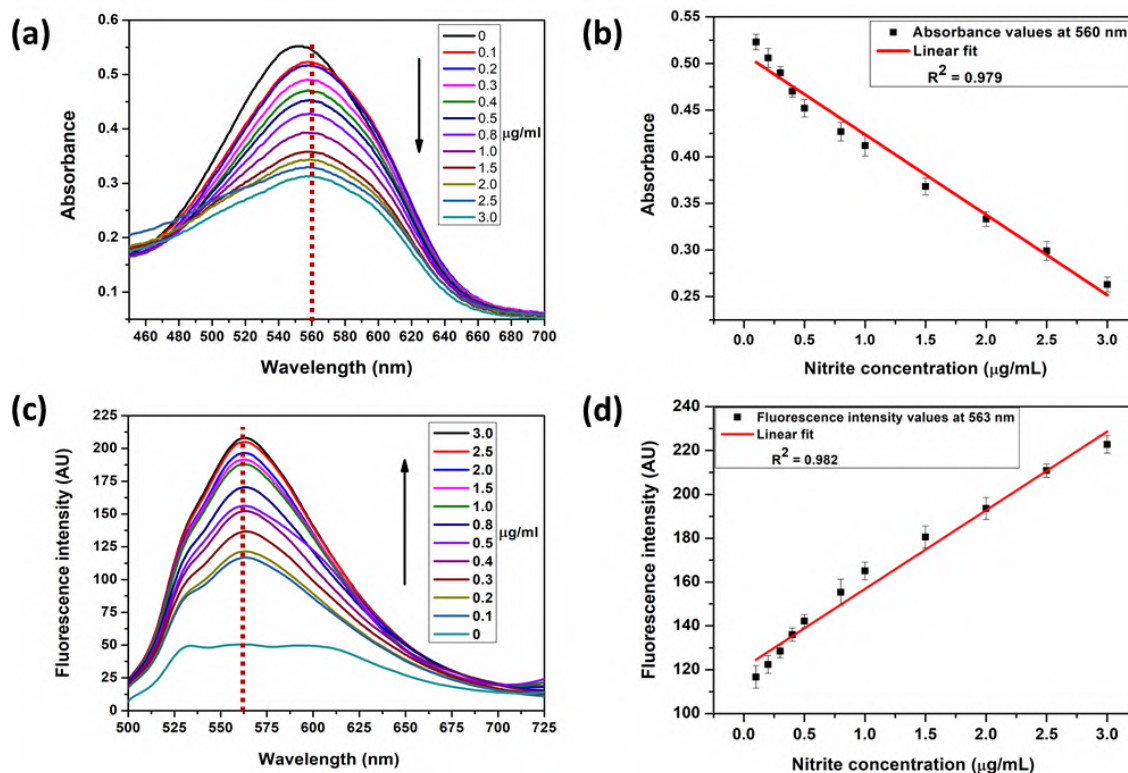 (a)
0.6
0.5
0.4
0.3
0.2
0.1
Absorbance
460 480 500 520 540 560 580 600 620 640 660 680 700
Wavelength (nm)
0
0.1
0.2
0.3
0.4
0.5
0.8
1.0
1.5
2.0
2.5
3.0
µg/ml
(b)
0.55
0.50
0.45
0.40
0.35
0.30
0.25
Absorbance
0.0 0.5 1.0 1.5 2.0 2.5 3.0
Nitrite concentration (µg/mL)
Absorbance values at 560 nm
Linear fit
R² = 0.979
(c)
225
200
175
150
125
100
75
50
25
0
Fluorescence intensity (AU)
500 525 550 575 600 625 650 675 700 725
Wavelength (nm)
3.0
2.5
2.0
1.5
1.0
0.8
0.5
0.4
0.3
0.2
0.1
0
µg/ml
(d)
240
220
200
180
160
140
120
100
Fluorescence intensity (AU)
0.0 0.5 1.0 1.5 2.0 2.5 3.0
Nitrite concentration (µg/mL)
Fluorescence intensity values at 563 nm
Linear fit
R² = 0.982